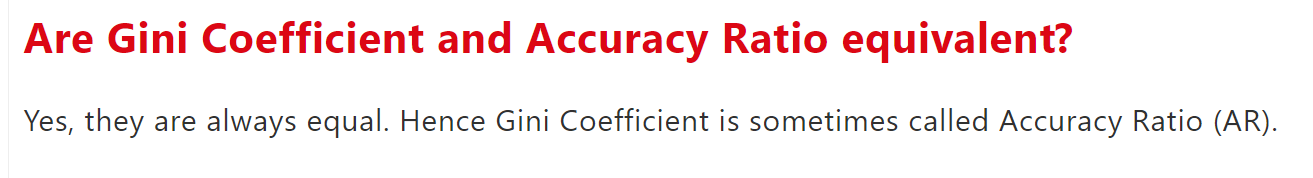 Are Gini Coefficient and Accuracy Ratio equivalent?
Yes, they are always equal. Hence Gini Coefficient is sometimes called Accuracy Ratio (AR).